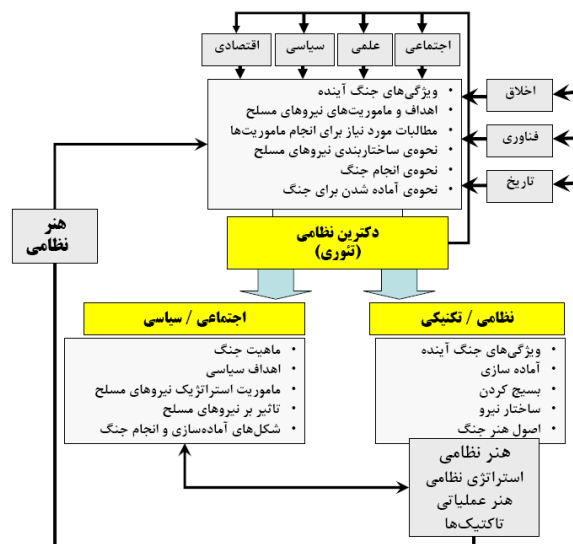 اجتماعی
علمی
سیاسی
اقتصادی
ویژگی‌های جنگ آینده
اهداف و ماموریت‌های نیروهای مسلح
مطالبات مورد نیاز برای انجام ماموریت‌ها
نحوه‌ی ساختاربندی نیروهای مسلح
نحوه‌ی انجام جنگ
نحوه‌ی آماده شدن برای جنگ
اخلاق
فناوری
تاریخ
هنر
نظامی
دکترین نظامی
(تئوری)
نظامی / تکنیکی
ویژگی‌های جنگ آینده
آماده سازی
بسیج کردن
ساختار نیرو
اصول هنر جنگ
اجتماعی / سیاسی
ماهیت جنگ
اهداف سیاسی
ماموریت استراتژیک نیروهای مسلح
تاثیر بر نیروهای مسلح
شکل‌های آماده‌سازی و انجام جنگ
هنر نظامی
استراتژی نظامی
هنر عملیاتی
تاکتیک‌ها